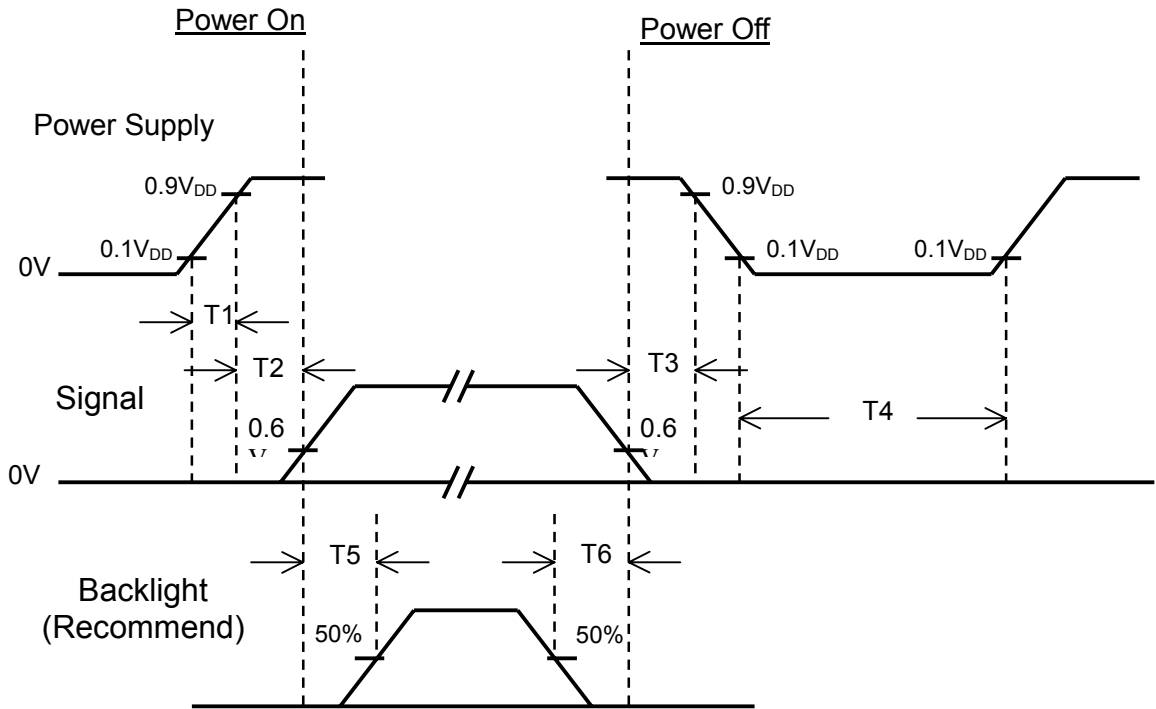 Power On
Power Off
Power Supply
0.9VDD
0.9VDD
0.1VDD
0.1VDD
0.1VDD
0V
T1
T2
T3
T4
Signal
0.6
0.6
0V
T5
T6
Backlight
(Recommend)
50%
50%